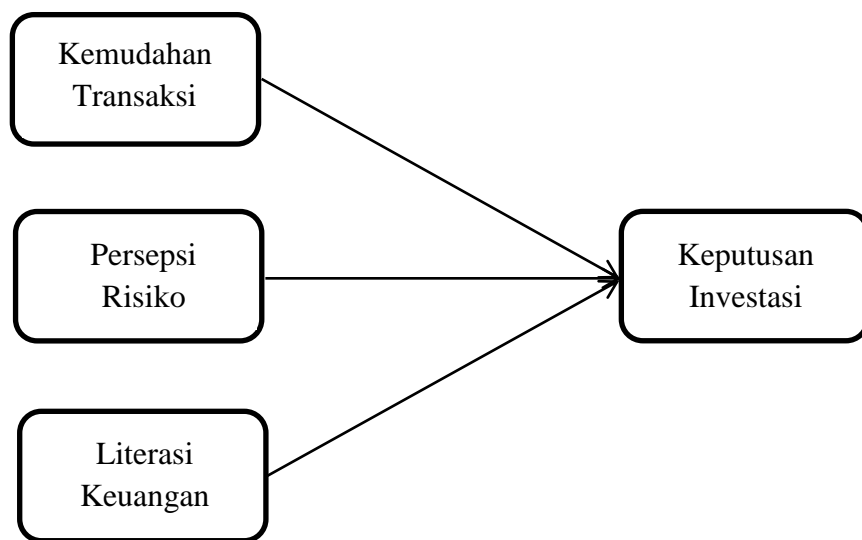 Kemudahan
Transaksi
Persepsi
Risiko
Keputusan
Investasi
Literasi
Keuangan